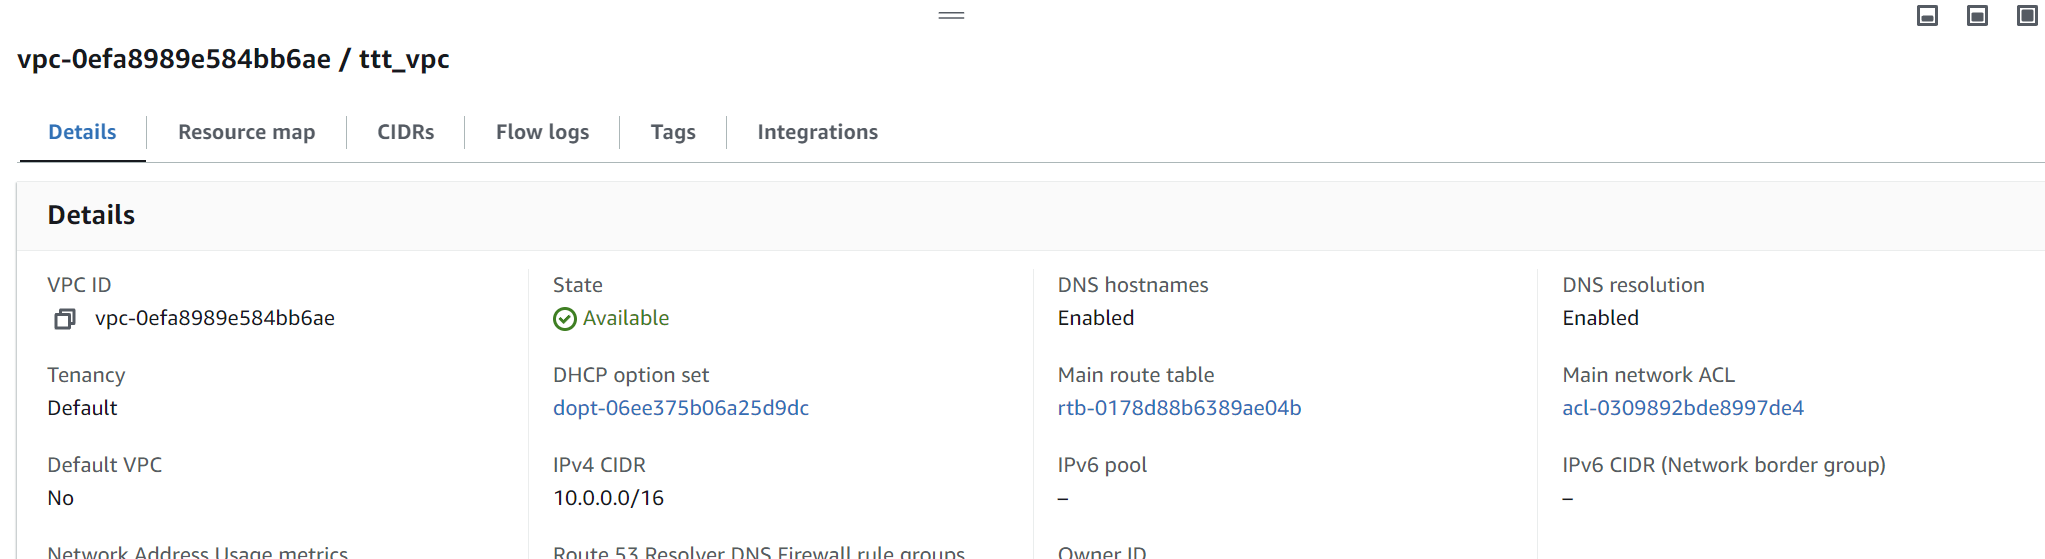 vpc-0efa8989e584bb6ae / ttt_vpc
Details Resource map CIDRs Flow logs Tags Integrations
Details
VPC ID State DNS hostnames DNS resolution
vpc-0efa8989e584bb6ae Available Enabled Enabled
Tenancy DHCP option set Main route table Main network ACL
Default dopt-06ee375b06a25d9dc rtb-0178d88b6389ae04b acl-0309892bde8997de4
Default VPC IPv4 CIDR IPv6 pool IPv6 CIDR (Network border group)
No 10.0.0.0/16 – –
Network Address Usage metrics Route 53 Resolver DNS Firewall rule groups Owner ID